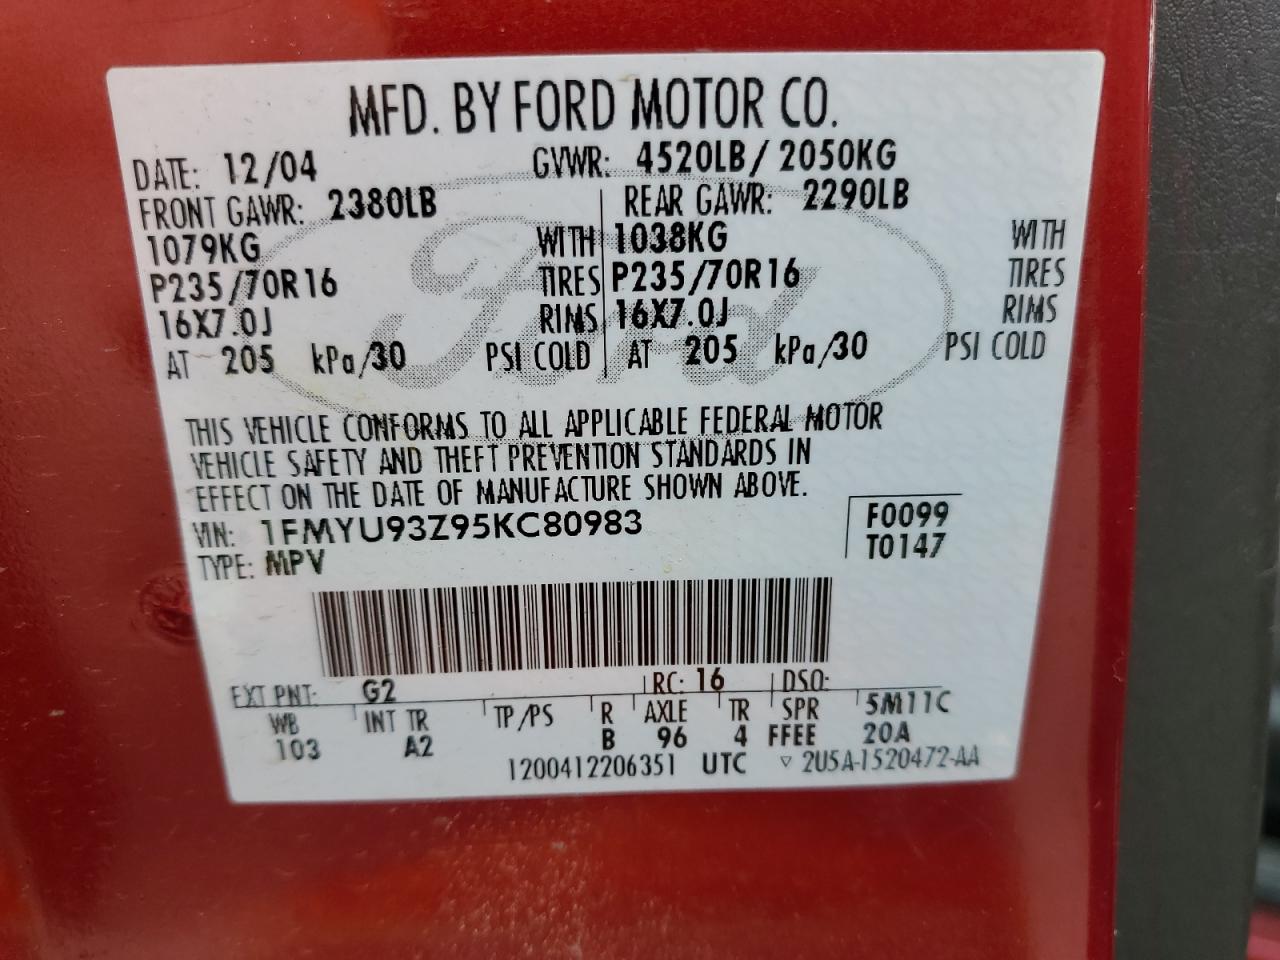 MFD. BY FORD MOTOR CO.
DATE: 12/04 GVWR: 4520LB/ 2050KG
FRONT GAWR: 2380LB REAR GAWR: 2290LB
1079KG WITH 1038KG WITH
P235/70R16 TIRES P235/70R16 TIRES
16X7.0J RIMS 16X7.0J RIMS
AT 205 kPa/30 PSI COLD AT 205 kPa/30 PSI COLD
Ford
THIS VEHICLE CONFORMS TO ALL APPLICABLE FEDERAL MOTOR
VEHICLE SAFETY AND THEFT PREVENTION STANDARDS IN
EFFECT ON THE DATE OF MANUFACTURE SHOWN ABOVE.
VIN: 1FMYU93Z95KC80983 F0099
TYPE: MPV T0147
EXT PNT: G2 RC: 16 DSO:
WB INT TR TP/PS R AXLE TR SPR 5M11C
103 A2 B 96 4 FFEE 20A
1200412206351 UTC ▽ 2U5A-1520472-AA